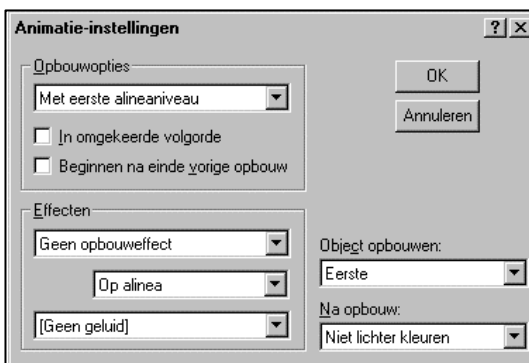 Animatie-instellingen
Opbouwopties
Met eerste alineaniveau
In omgekeerde volgorde
Beginnen na einde vorige opbouw
OK
Annuleren
Effecten
Geen opbouweffect
Op alinea
[Geen geluid]
Object opbouwen:
Eerste
Na opbouw:
Niet lichter kleuren